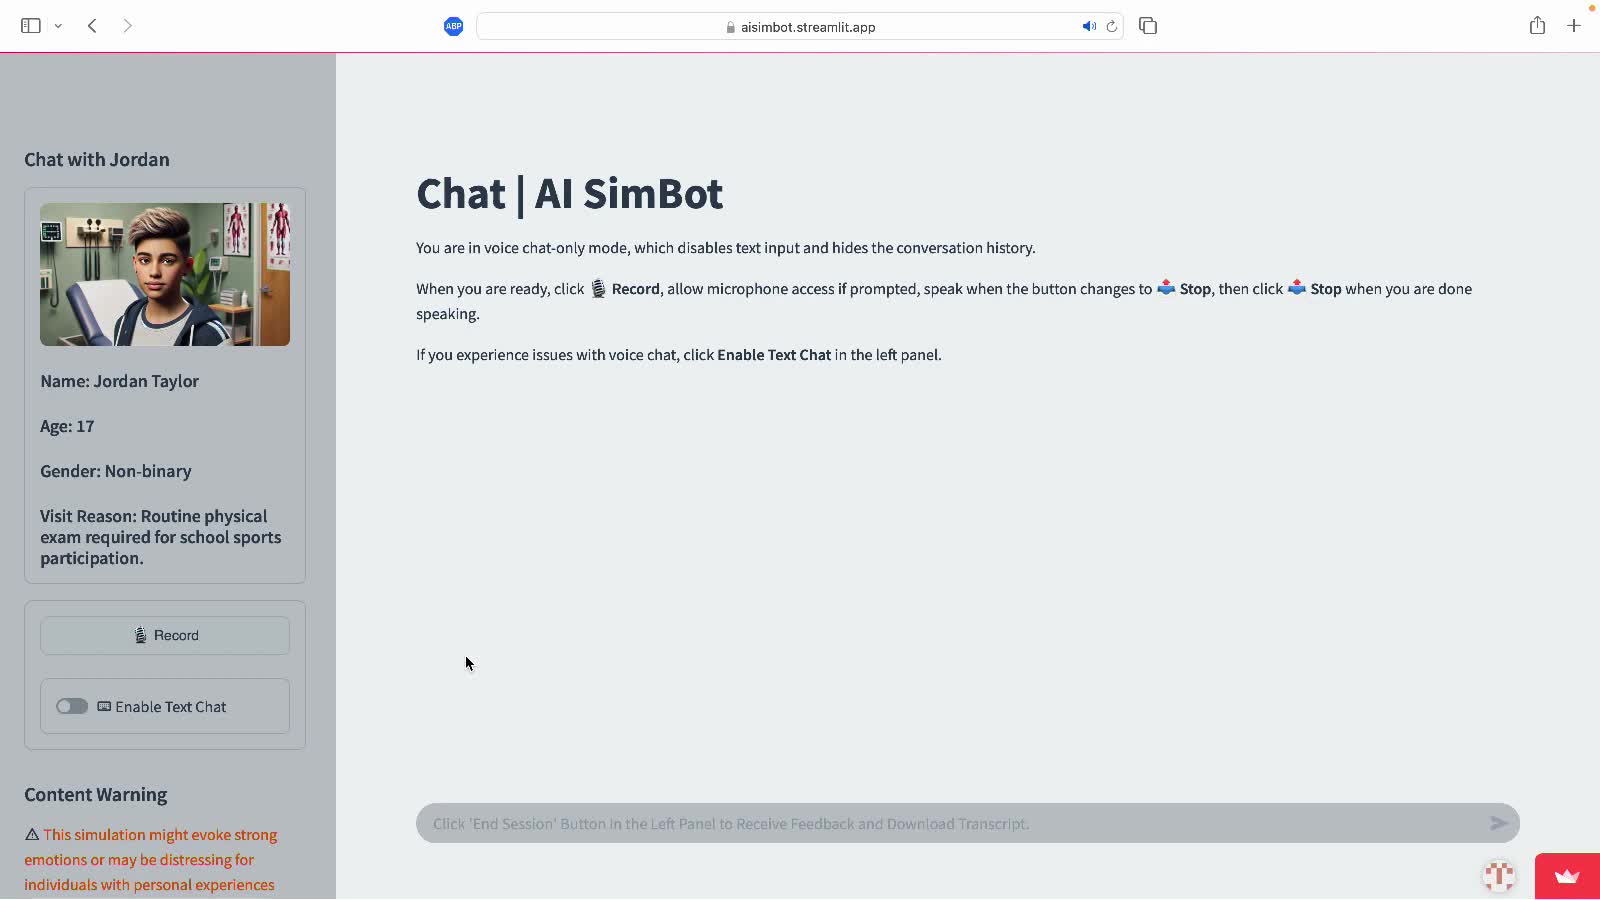 ABP
aisimbot.streamlit.app
Chat with Jordan
Name: Jordan Taylor
Age: 17
Gender: Non-binary
Visit Reason: Routine physical
exam required for school sports
participation.
Record
Enable Text Chat
Content Warning
⚠ This simulation might evoke strong
emotions or may be distressing for
individuals with personal experiences
Chat | AI SimBot
You are in voice chat-only mode, which disables text input and hides the conversation history.
When you are ready, click 🎙 Record, allow microphone access if prompted, speak when the button changes to 📤 Stop, then click 📤 Stop when you are done
speaking.
If you experience issues with voice chat, click Enable Text Chat in the left panel.
Click 'End Session' Button in the Left Panel to Receive Feedback and Download Transcript.